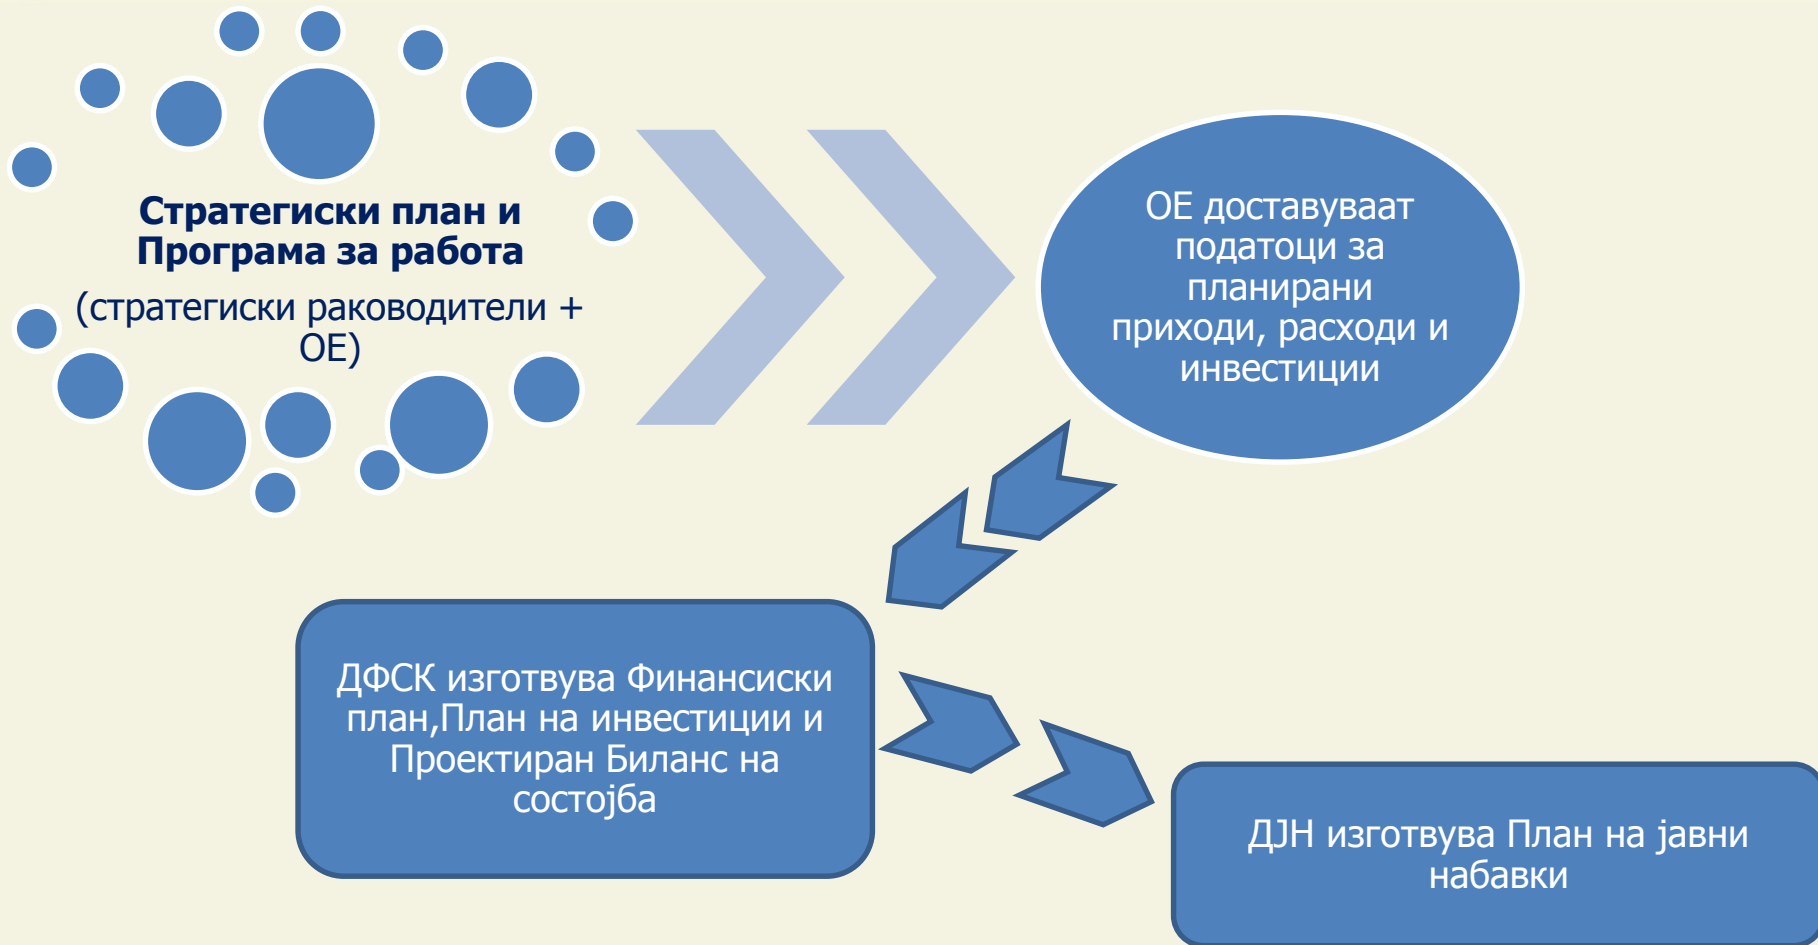 Стратегиски план и
Програма за работа
(стратегиски раководители +
ОЕ)
ОЕ доставуваат
податоци за
планирани
приходи, расходи и
инвестиции
ДФСК изготвува Финансиски
план,План на инвестиции и
Проектиран Биланс на
состојба
ДЈН изготвува План на јавни
набавки